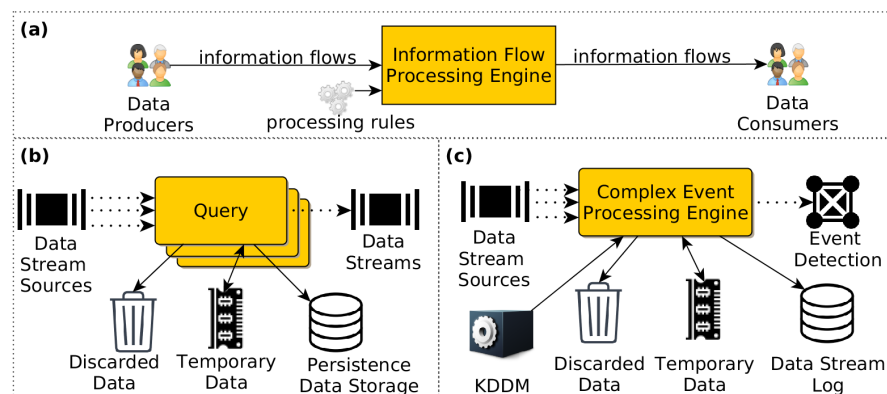 (a)
information flows
Information Flow
Processing Engine
information flows
Data
Producers
processing rules
Data
Consumers
(b)
Query
Data
Stream
Sources
Data
Streams
Discarded
Data
Temporary
Data
Persistence
Data Storage
(c)
Complex Event
Processing Engine
Data
Stream
Sources
Event
Detection
KDDM
Discarded
Data
Temporary
Data
Data Stream
Log